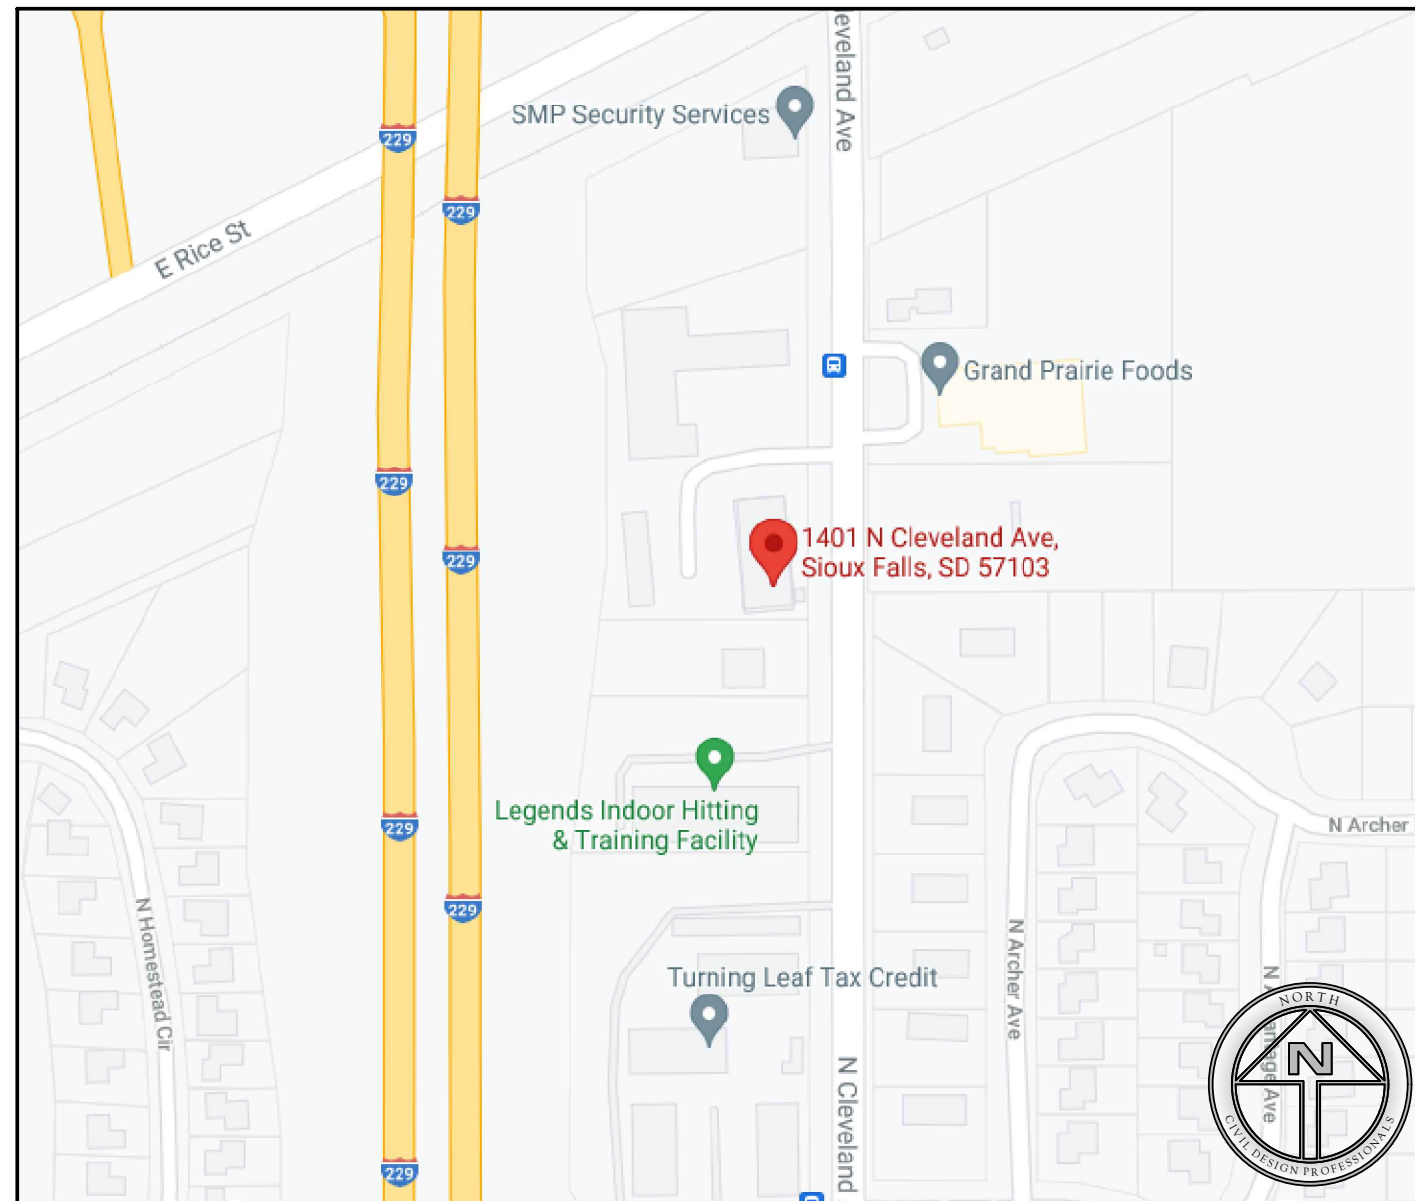 eveland Ave
SMP Security Services
229
229
E Rice St
Grand Prairie Foods
229
1401 N Cleveland Ave,
Sioux Falls, SD 57103
229
Legends Indoor Hitting
& Training Facility
229
N Archer
229
N Homestead Cir
N Archer Ave
Turning Leaf Tax Credit
N A
antage Ave
NORTH
N
CIVIL DESIGN PROFESSIONALS
N Cleveland
229